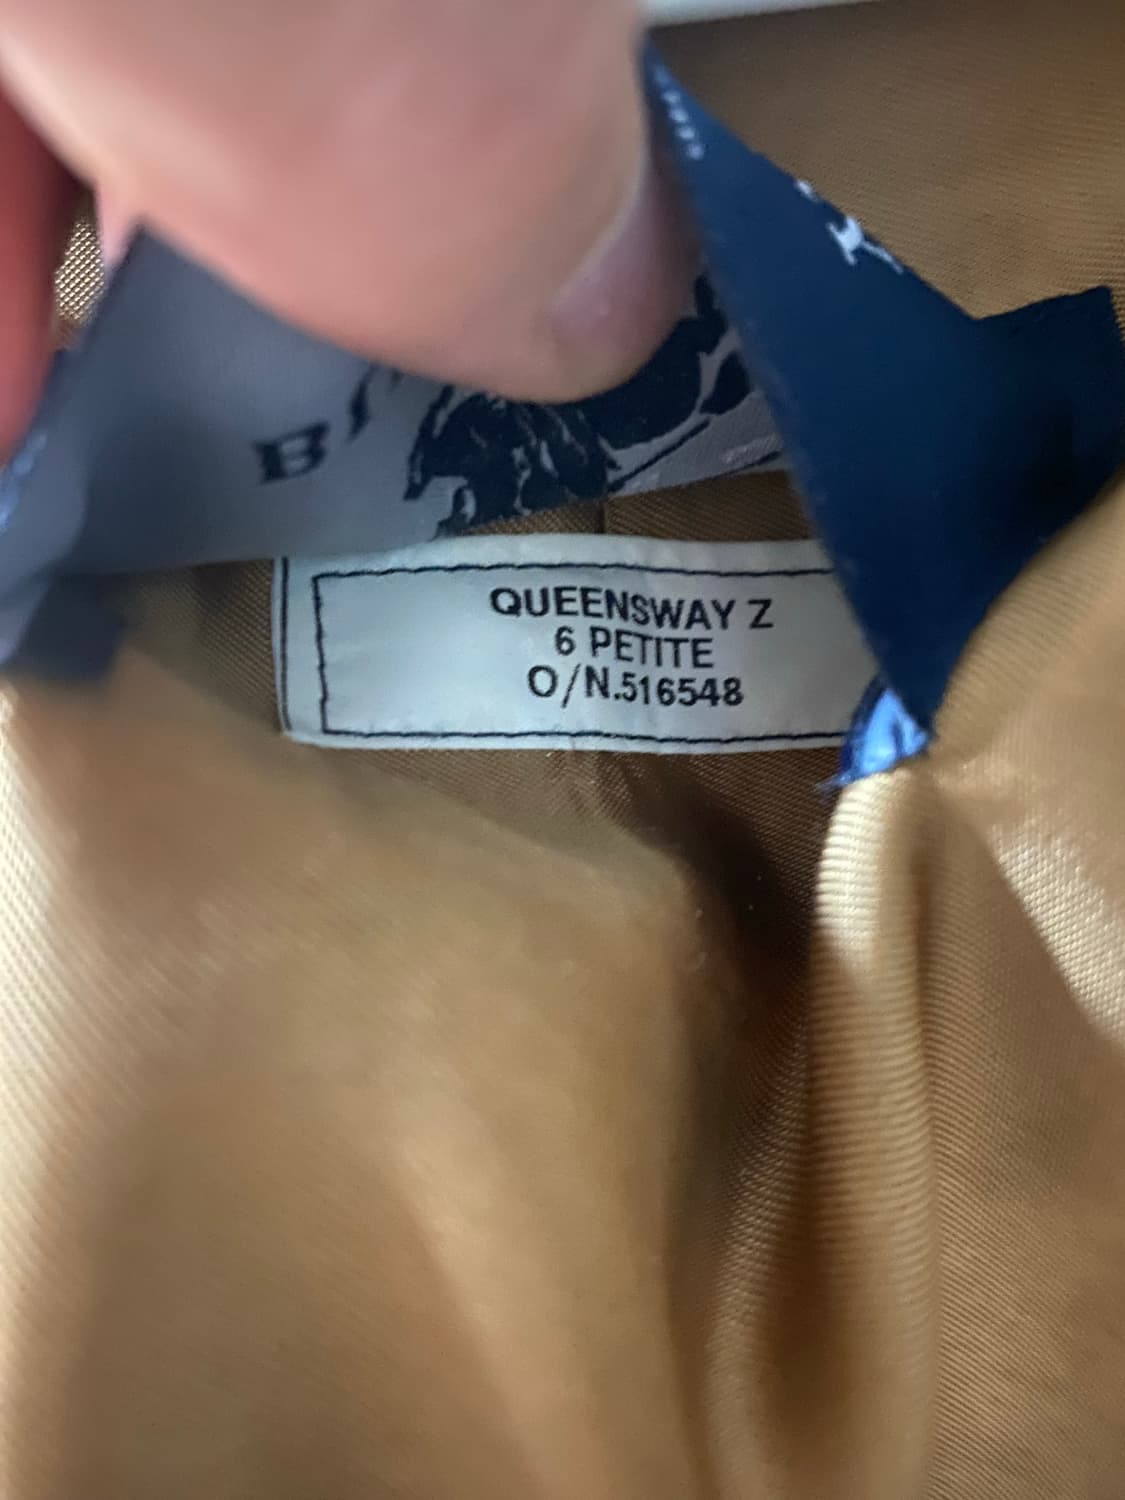 B
QUEENSWAY Z
6 PETITE
O/N.516548